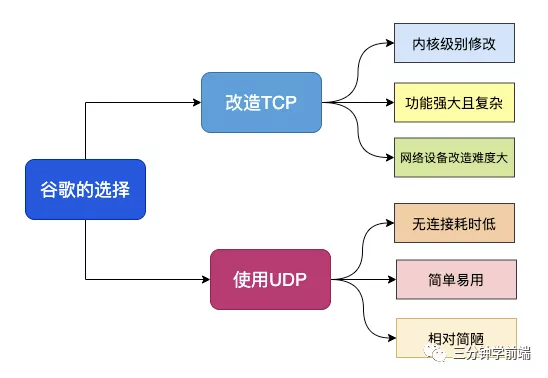 谷歌的选择
改造TCP
内核级别修改
功能强大且复杂
网络设备改造难度大
使用UDP
无连接耗时低
简单易用
相对简陋
三分钟学前端